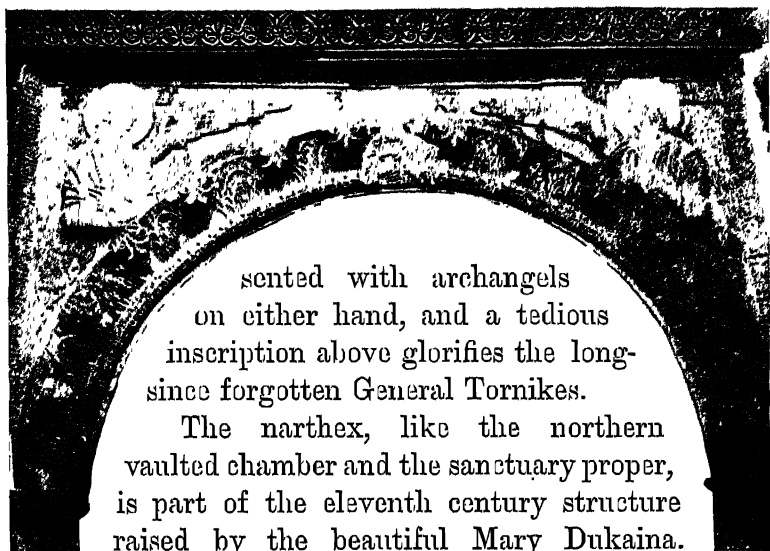 sented with archangels
on either hand, and a tedious
inscription above glorifies the long-
since forgotten General Tornikes.
The narthex, like the northern
vaulted chamber and the sanctuary proper,
is part of the eleventh century structure
raised by the beautiful Mary Dukaina.